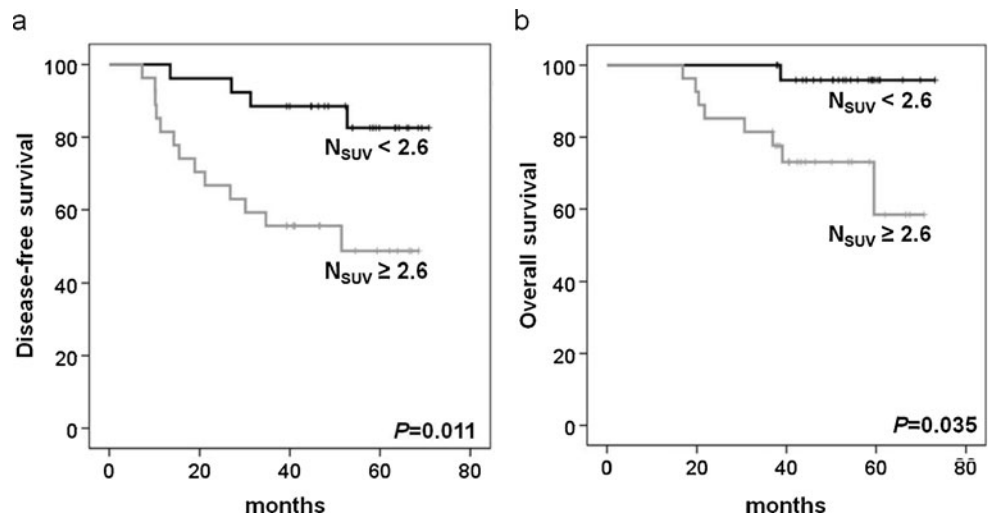 a
Disease-free survival
100
80
60
40
20
0
N_SUV < 2.6
N_SUV ≥ 2.6
P=0.011
0 20 40 60 80
months
b
Overall survival
100
80
60
40
20
0
N_SUV < 2.6
N_SUV ≥ 2.6
P=0.035
0 20 40 60 80
months